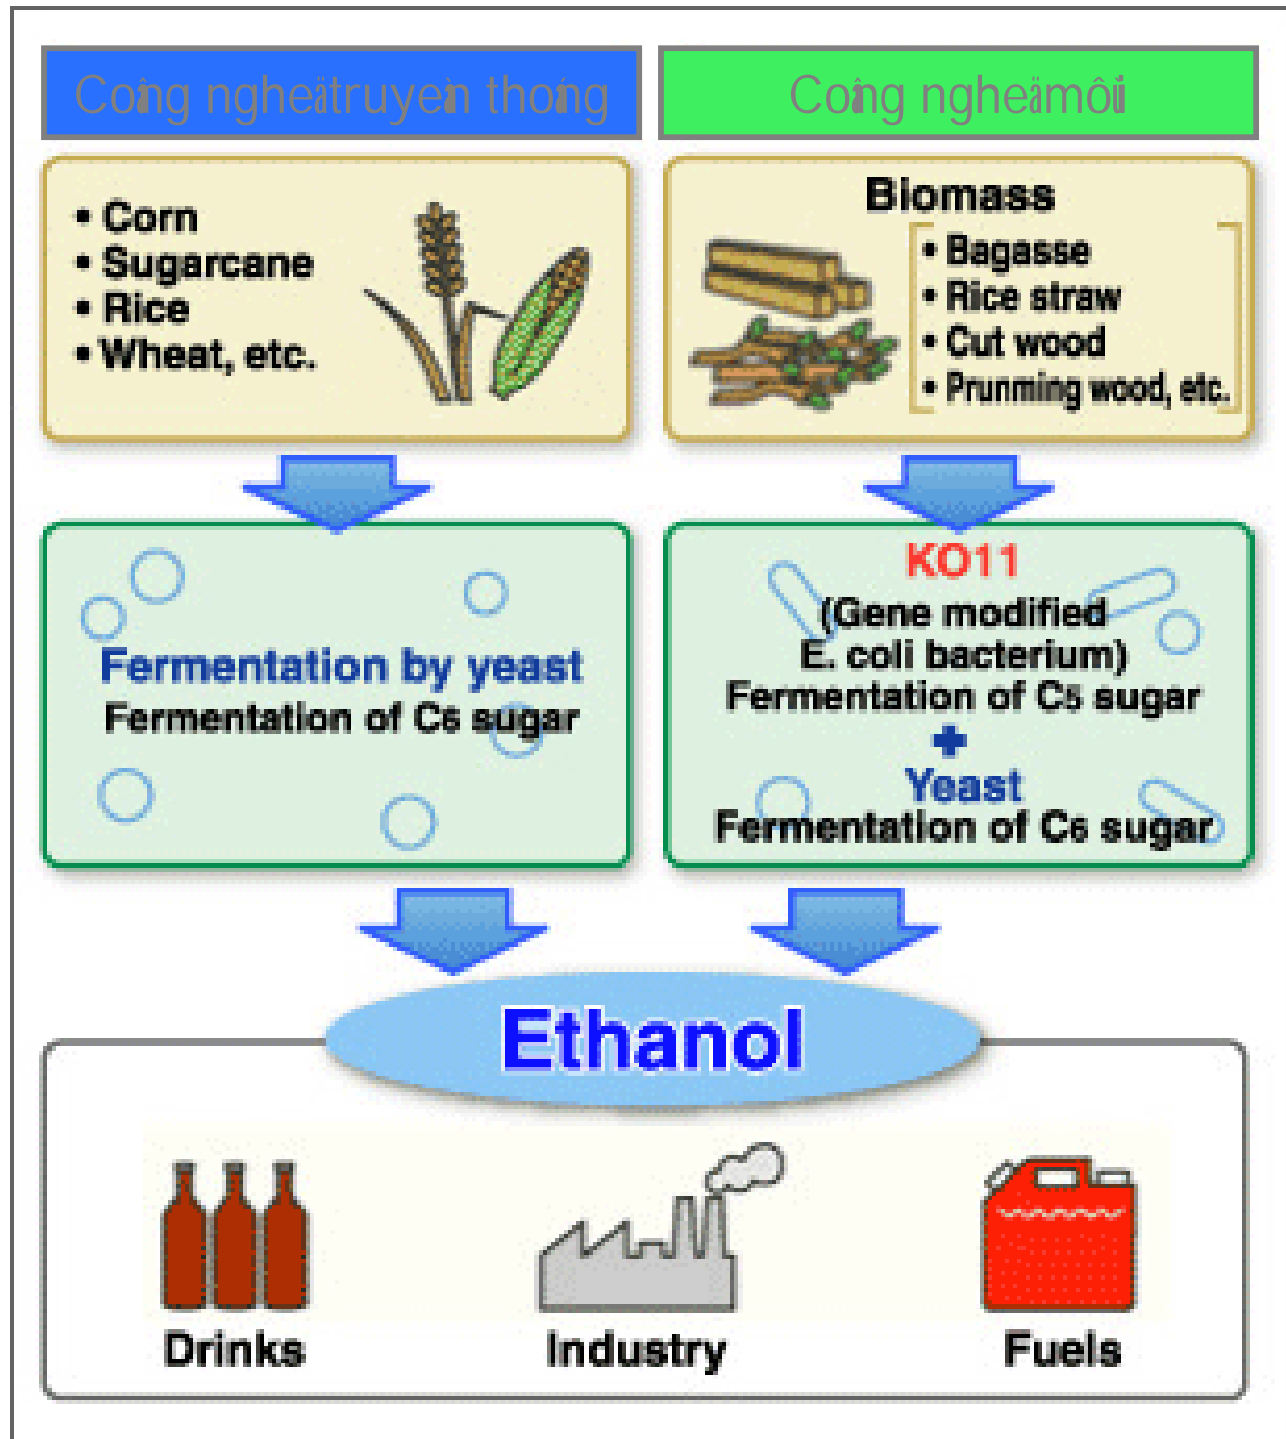 Coâng ngheä truyeàn thoáng
Coâng ngheä môùi
• Corn
• Sugarcane
• Rice
• Wheat, etc.
Biomass
• Bagasse
• Rice straw
• Cut wood
• Prunming wood, etc.
Fermentation by yeast
Fermentation of C6 sugar
KO11
(Gene modified
E. coli bacterium)
Fermentation of C5 sugar
+
Yeast
Fermentation of C6 sugar
Ethanol
Drinks
Industry
Fuels